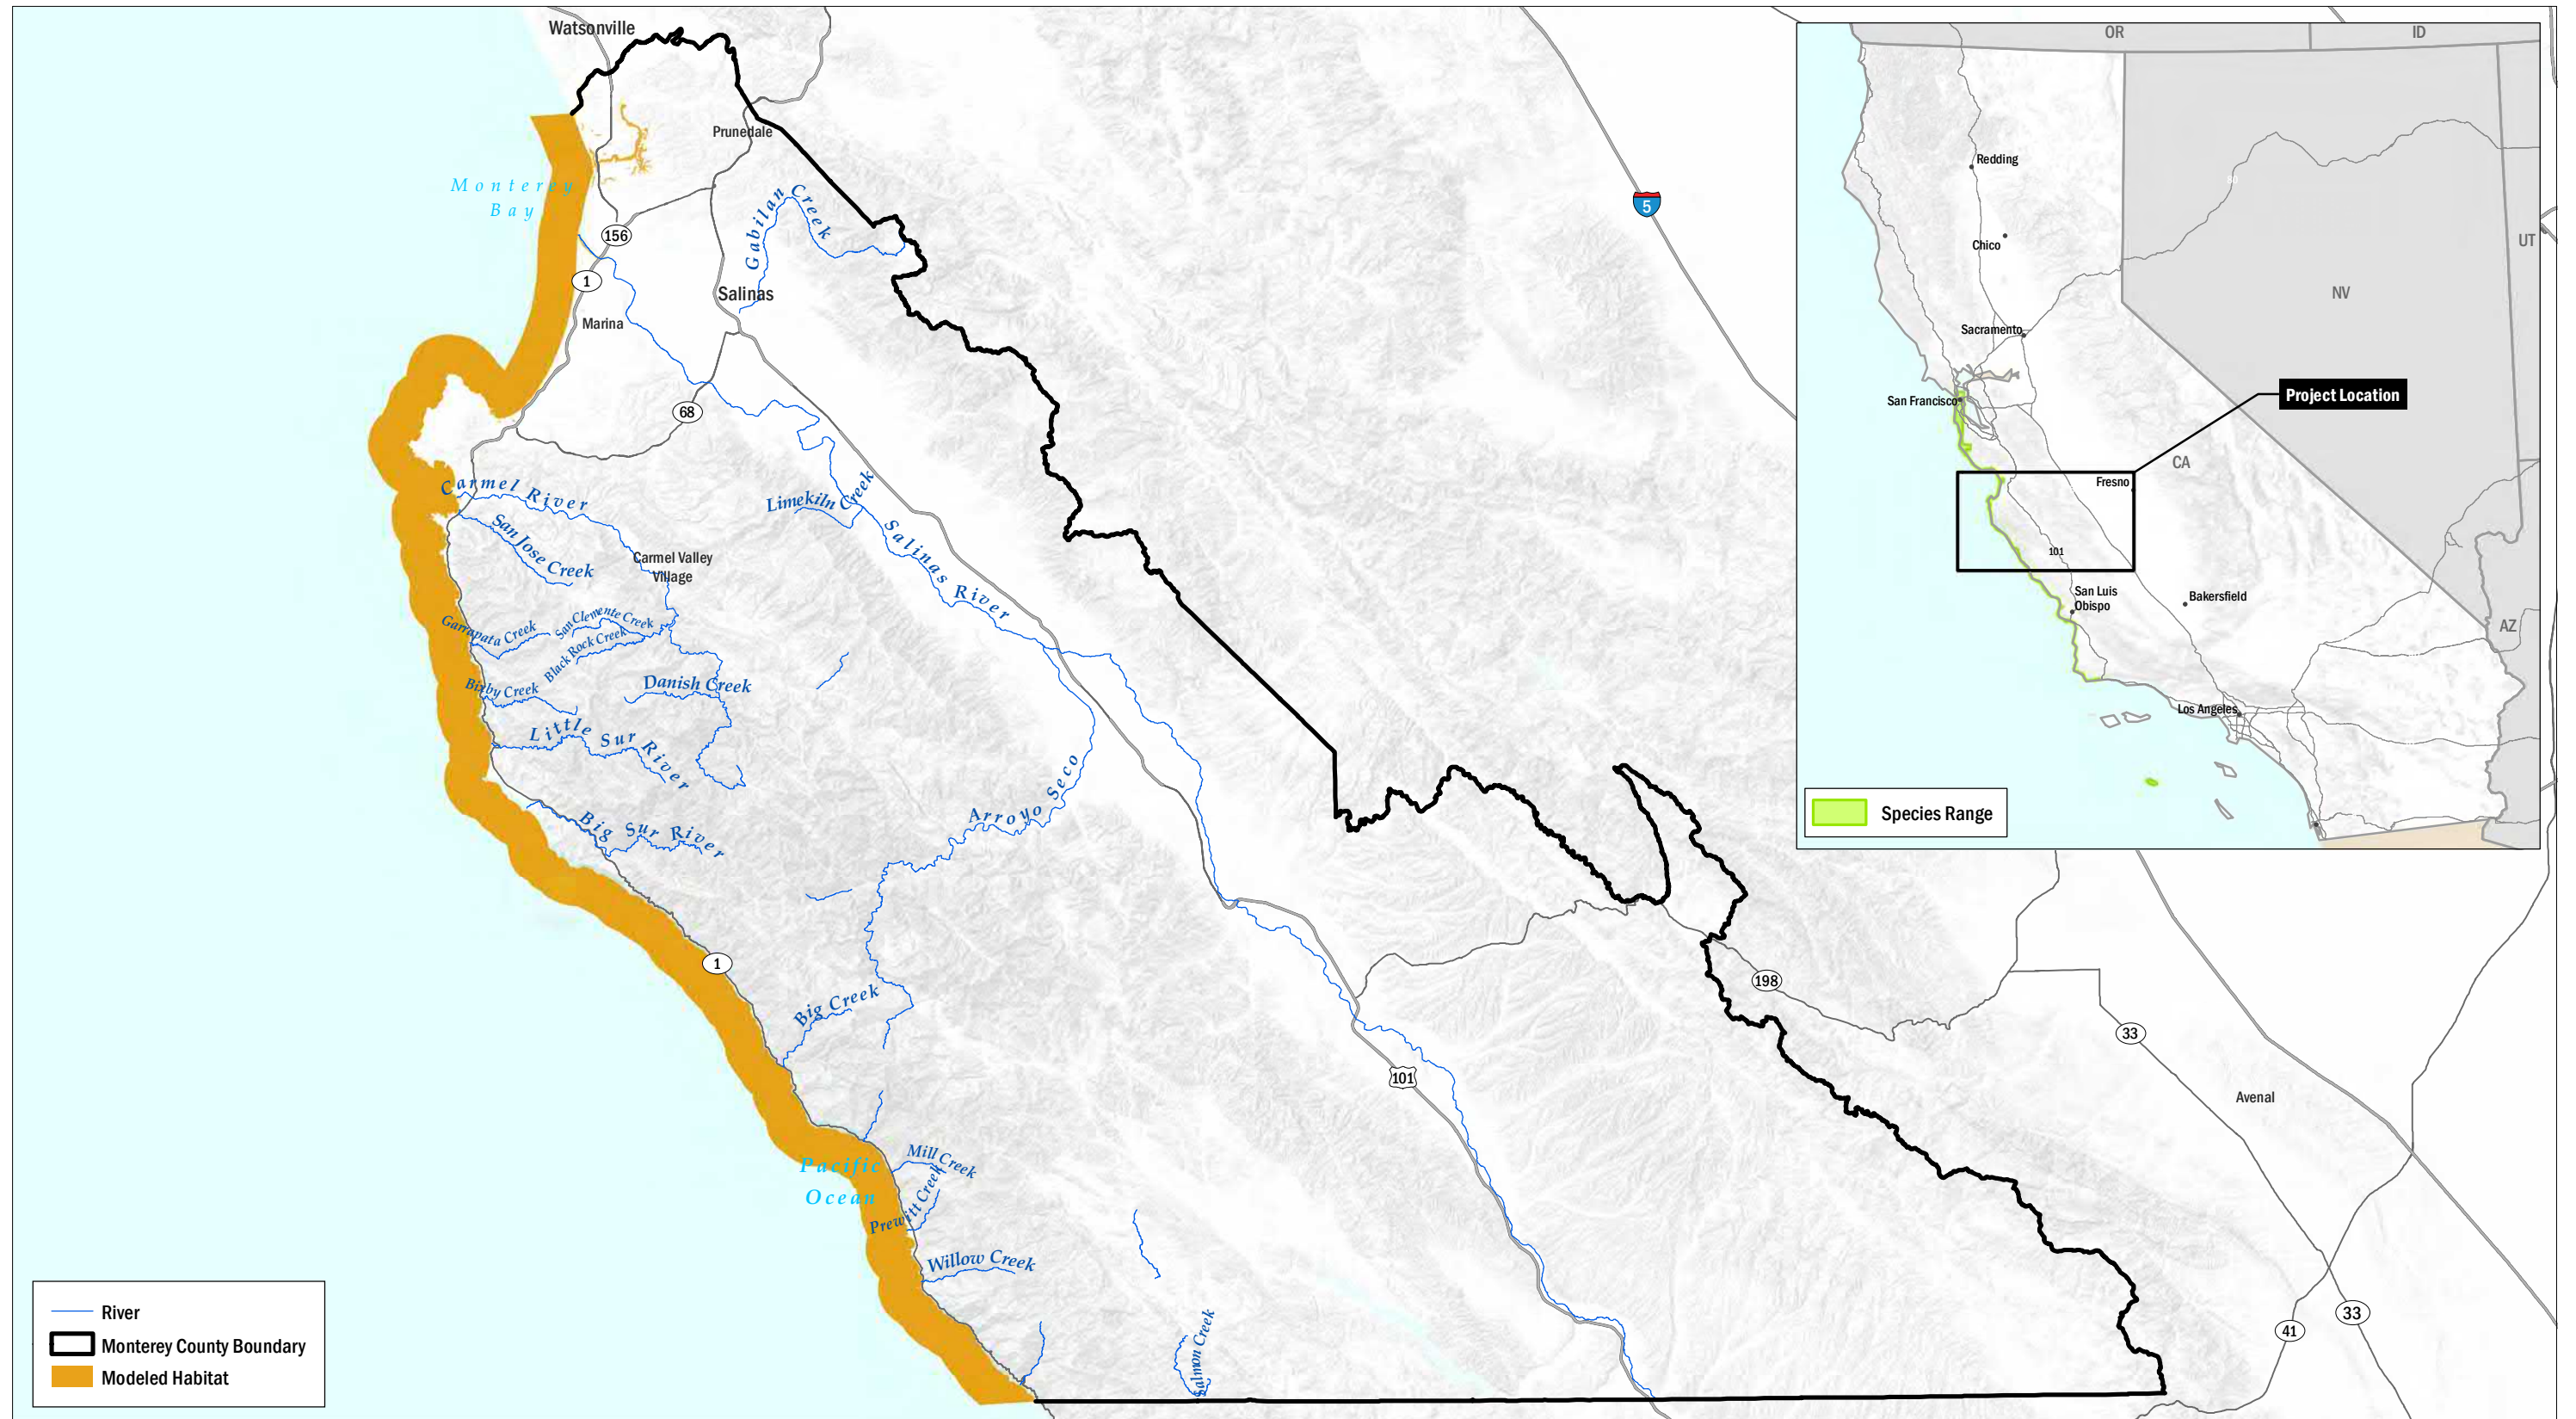 Watsonville
Prunedale
Monterey
Bay
156
1
Gabilan Creek
Salinas
Marina
68
Carmel River
San Jose Creek
Limekiln Creek
Salinas River
Carmel Valley
Village
Garrapata Creek
San Clemente Creek
Black Rock Creek
Bixby Creek
Danish Creek
Little Sur River
Big Sur River
Arroyo Seco
1
Big Creek
Pacific
Ocean
Mill Creek
Prewitt Creek
Willow Creek
Salmon Creek
101
198
33
Avenal
41
33
5
OR
ID
Redding
80
UT
Chico
NV
Sacramento
San Francisco
Project Location
CA
Fresno
101
San Luis
Obispo
Bakersfield
AZ
Los Angeles
Species Range
River
Monterey County Boundary
Modeled Habitat